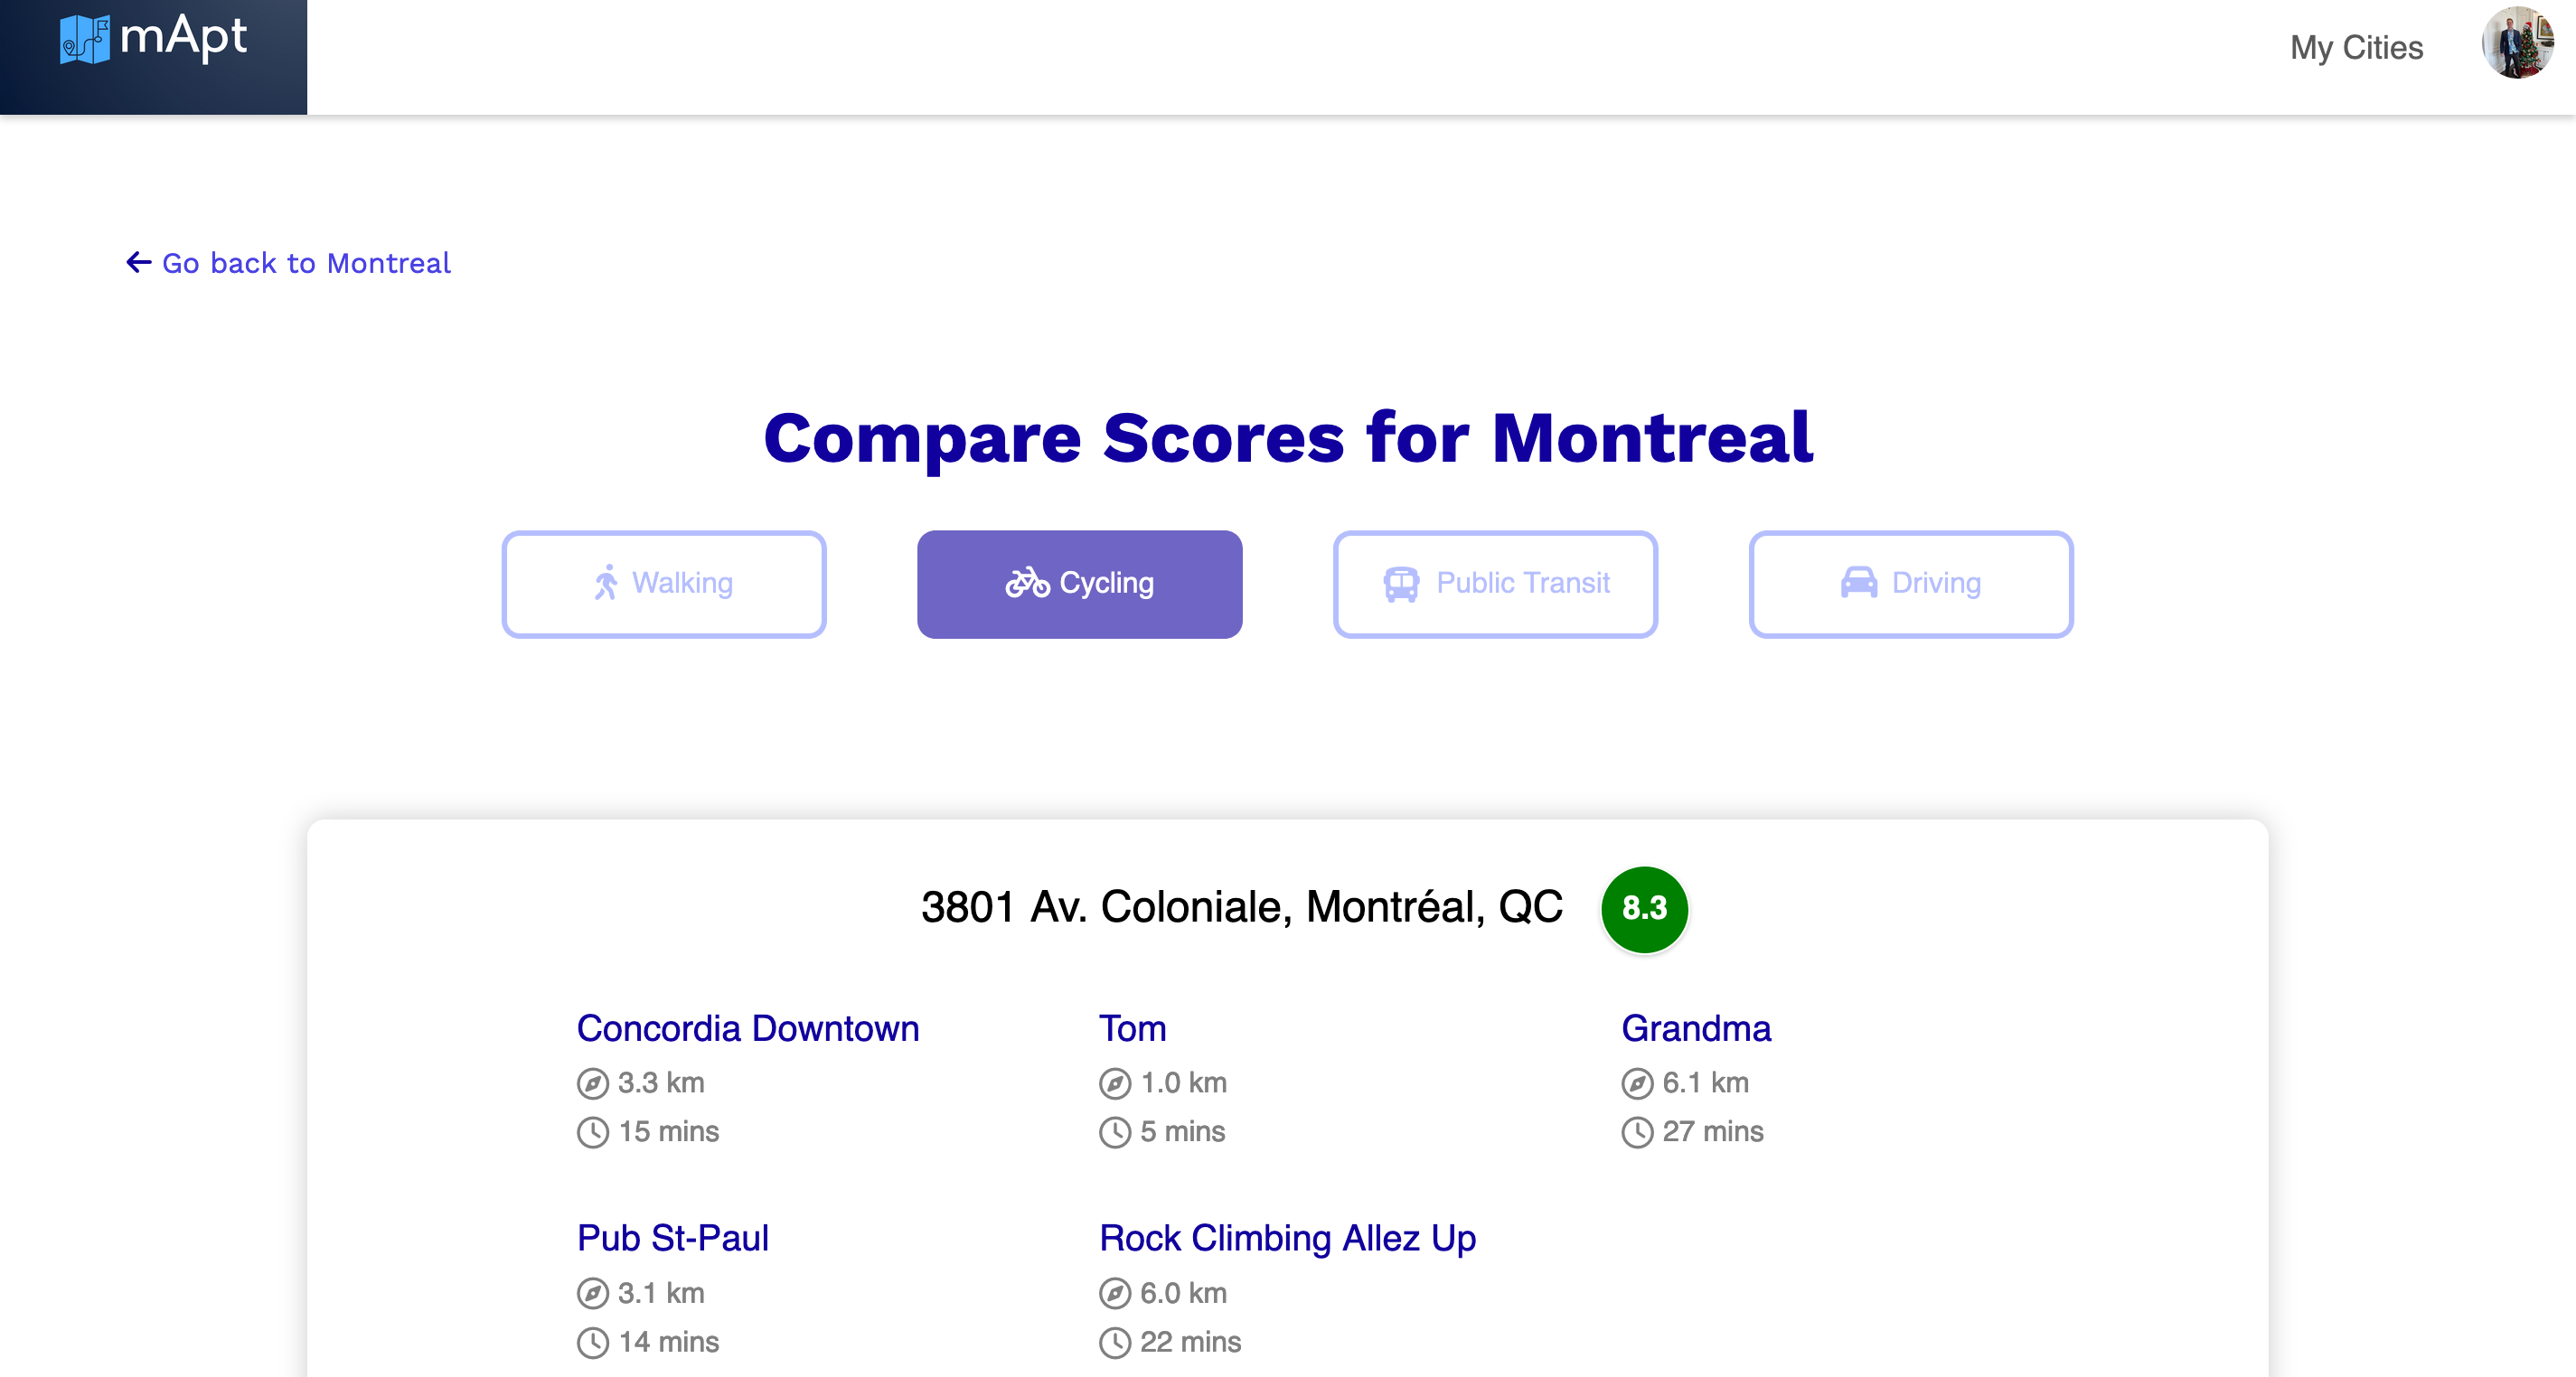 mApt
My Cities
Go back to Montreal
Compare Scores for Montreal
Walking
Cycling
Public Transit
Driving
3801 Av. Coloniale, Montréal, QC
8.3
Concordia Downtown
3.3 km
15 mins
Tom
1.0 km
5 mins
Grandma
6.1 km
27 mins
Pub St-Paul
3.1 km
14 mins
Rock Climbing Allez Up
6.0 km
22 mins